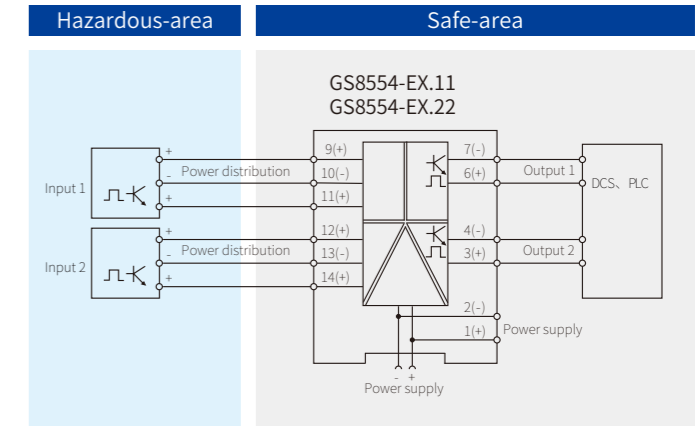 Hazardous-area
Safe-area
GS8554-EX.11
GS8554-EX.22
Input 1
+
- Power distribution
+
9(+)
10(-)
11(+)
7(-)
6(+)
Output 1
DCS、PLC
Input 2
+
- Power distribution
+
12(+)
13(-)
14(+)
4(-)
3(+)
Output 2
2(-)
1(+)
Power supply
- +
Power supply